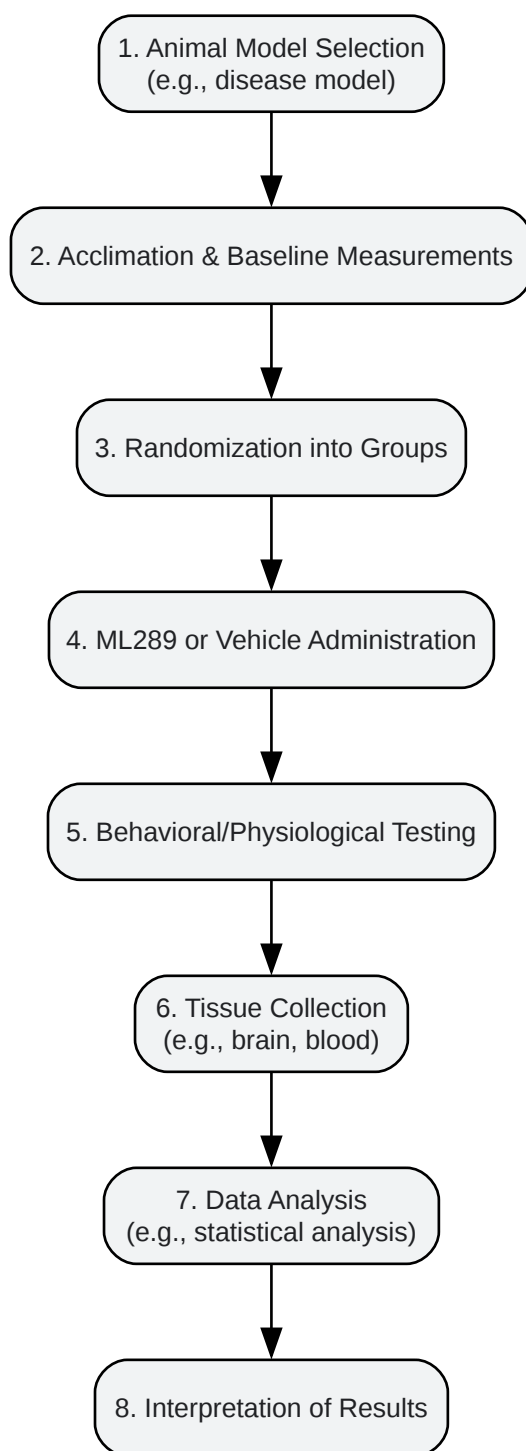 1. Animal Model Selection
(e.g., disease model)
2. Acclimation & Baseline Measurements
3. Randomization into Groups
4. ML289 or Vehicle Administration
5. Behavioral/Physiological Testing
6. Tissue Collection
(e.g., brain, blood)
7. Data Analysis
(e.g., statistical analysis)
8. Interpretation of Results